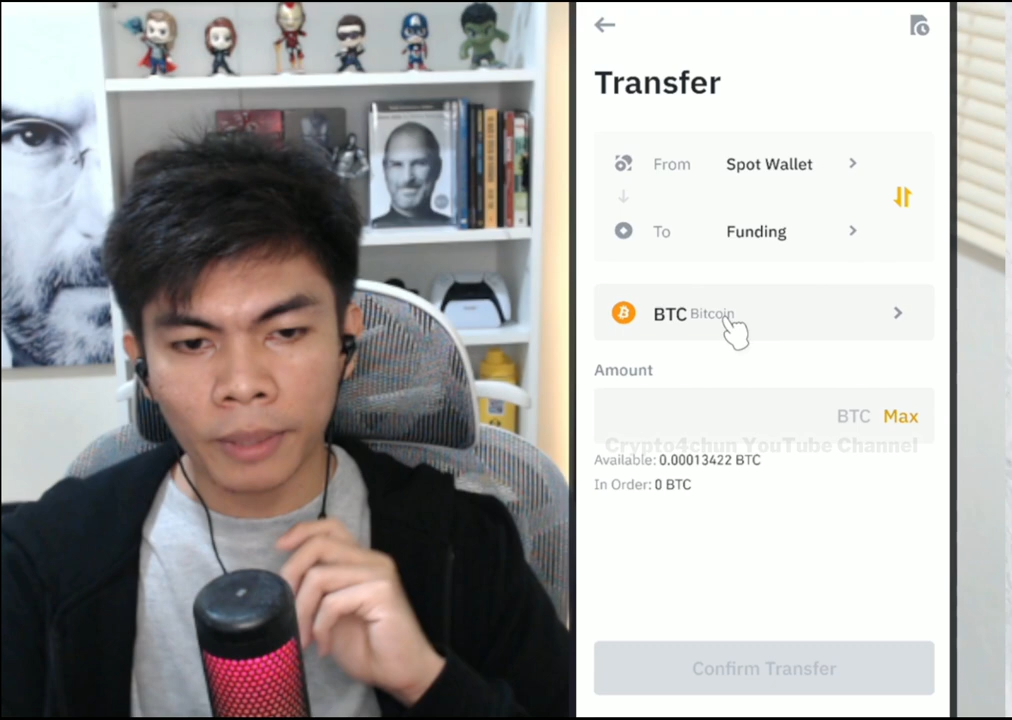 Transfer
From Spot Wallet
To Funding
BTC Bitcoin
Amount
BTC Max
Crypto4chun YouTube Channel
Available: 0.00013422 BTC
In Order: 0 BTC
Confirm Transfer